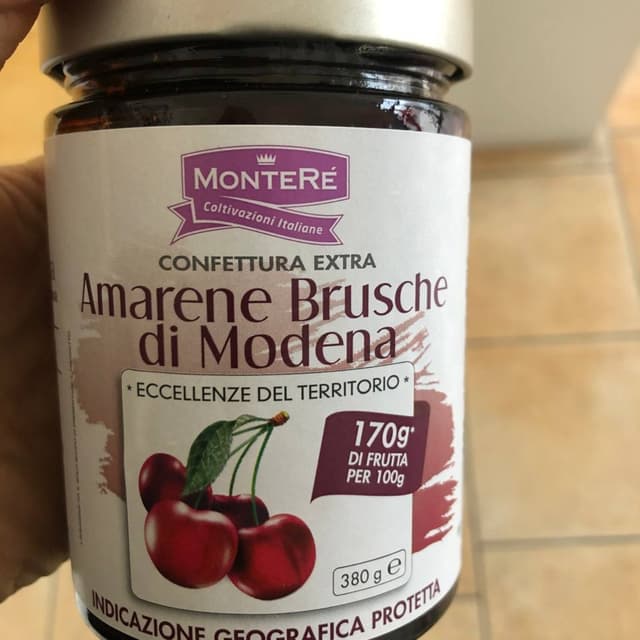 MONTERÉ
Coltivazioni Italiane
CONFETTURA EXTRA
Amarene Brusche
di Modena
* ECCELLENZE DEL TERRITORIO *
170g*
DI FRUTTA
PER 100g
380 g ℮
INDICAZIONE GEOGRAFICA PROTETTA